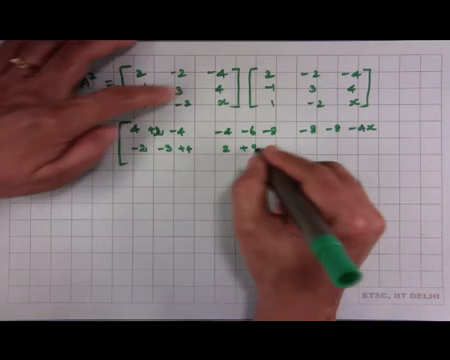 )² = [ 2 -2 -4 ] [ 2 -2 -4 ]
3 4 -1 3 4
-2 x 1 -2 x
[ 4 +2 -4 -4 -6 +8 -8 -8 -4x
-2 -3 +4 2 +9
ETSC, IIT DELHI